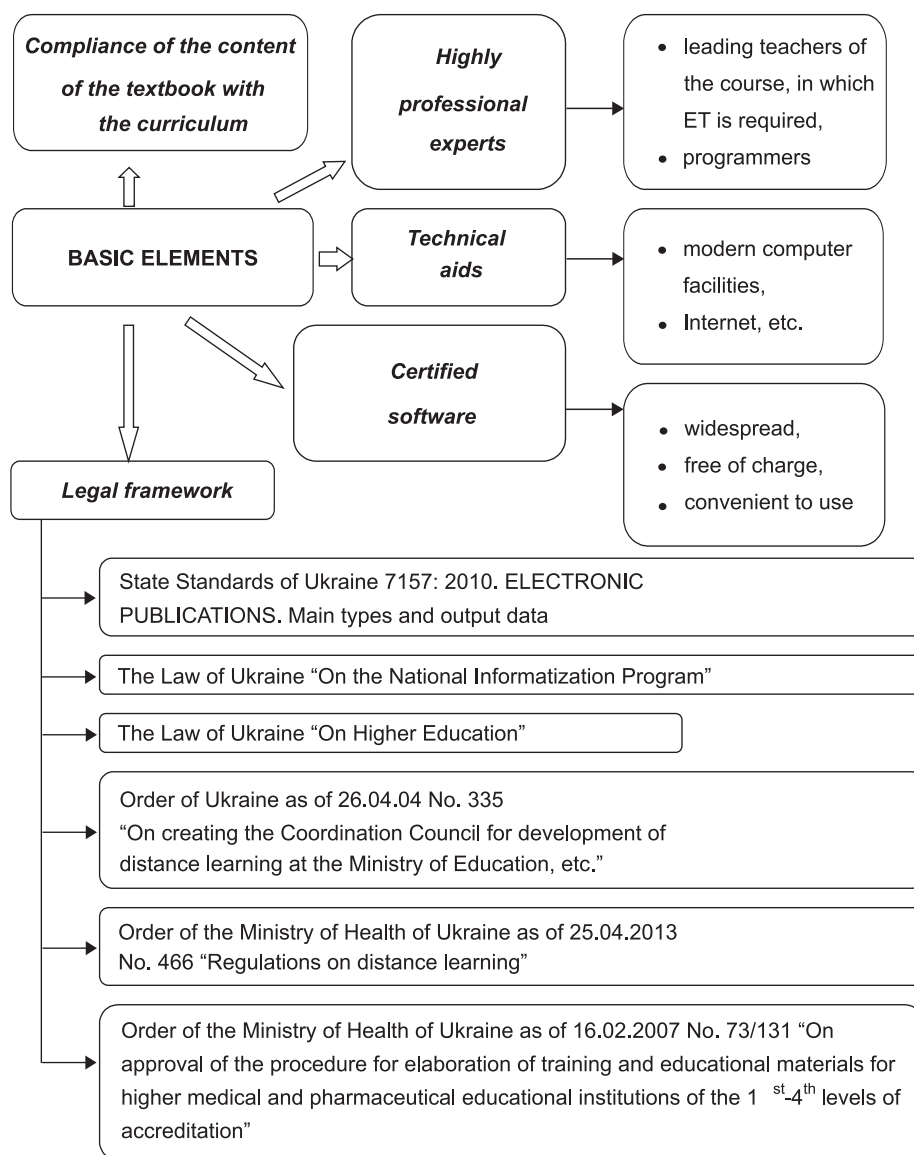 Compliance of the content
of the textbook with
the curriculum
Highly
professional
experts
• leading teachers of
the course, in which
ET is required,
• programmers
BASIC ELEMENTS
Technical
aids
• modern computer
facilities,
• Internet, etc.
Certified
software
• widespread,
• free of charge,
• convenient to use
Legal framework
State Standards of Ukraine 7157: 2010. ELECTRONIC
PUBLICATIONS. Main types and output data
The Law of Ukraine “On the National Informatization Program”
The Law of Ukraine “On Higher Education”
Order of Ukraine as of 26.04.04 No. 335
“On creating the Coordination Council for development of
distance learning at the Ministry of Education, etc.”
Order of the Ministry of Health of Ukraine as of 25.04.2013
No. 466 “Regulations on distance learning”
Order of the Ministry of Health of Ukraine as of 16.02.2007 No. 73/131 “On
approval of the procedure for elaboration of training and educational materials for
higher medical and pharmaceutical educational institutions of the 1 st-4th levels of
accreditation”